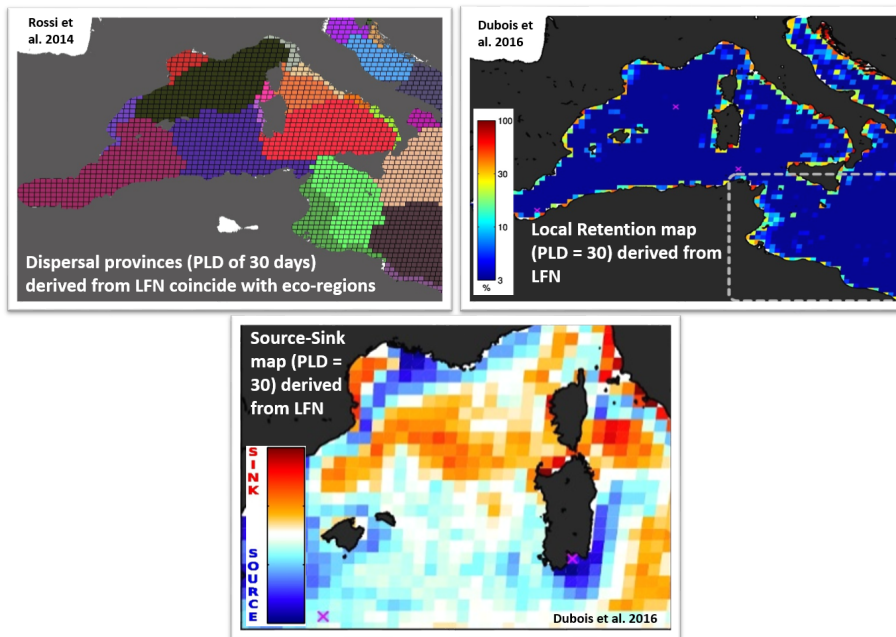 Rossi et
al. 2014
Dispersal provinces (PLD of 30 days)
derived from LFN coincide with eco-regions
Dubois et
al. 2016
100
30
10
3
%
Local Retention map
(PLD = 30) derived from
LFN
Source-Sink
map (PLD =
30) derived
from LFN
SINK
SOURCE
Dubois et al. 2016